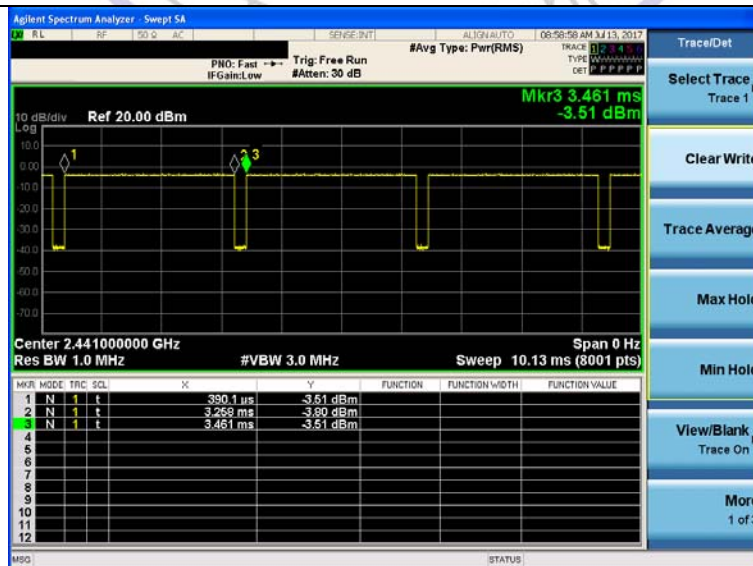 Agilent Spectrum Analyzer - Swept SA
RL RF 50 Ω AC SENSE:INT ALIGN AUTO 08:58:58 AM Jul 13, 2017
#Avg Type: Pwr(RMS) TRACE 1 2 3 4 5 6
PNO: Fast Trig: Free Run TYPE
IFGain:Low #Atten: 30 dB DET P P P P P P
Mkr3 3.461 ms
-3.51 dBm
10 dB/div Ref 20.00 dBm
Log
10.0
0.00
-10.0
-20.0
-30.0
-40.0
-50.0
-60.0
-70.0
1
3
Center 2.441000000 GHz Span 0 Hz
Res BW 1.0 MHz #VBW 3.0 MHz Sweep 10.13 ms (8001 pts)
MKR MODE TRC SCL X Y FUNCTION FUNCTION WIDTH FUNCTION VALUE
1 N 1 t 390.1 µs -3.51 dBm
2 N 1 t 3.258 ms -3.80 dBm
3 N 1 t 3.461 ms -3.51 dBm
4
5
6
7
8
9
10
11
12
MSG STATUS
Trace/Det
Select Trace
Trace 1
Clear Write
Trace Average
Max Hold
Min Hold
View/Blank
Trace On
More
1 of 3